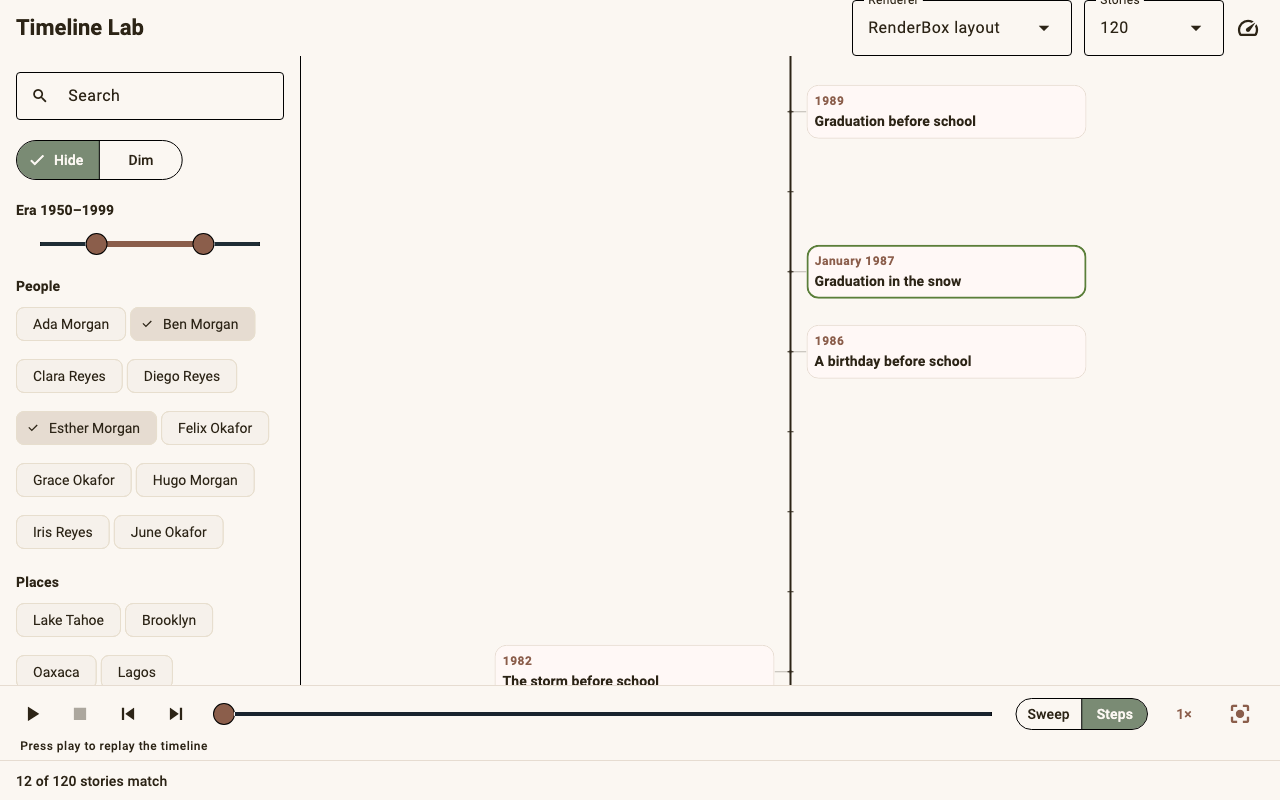 Timeline Lab
Renderer
RenderBox layout
Stories
120
Search
Hide
Dim
Era 1950–1999
People
Ada Morgan
Ben Morgan
Clara Reyes
Diego Reyes
Esther Morgan
Felix Okafor
Grace Okafor
Hugo Morgan
Iris Reyes
June Okafor
Places
Lake Tahoe
Brooklyn
Oaxaca
Lagos
1989
Graduation before school
January 1987
Graduation in the snow
1986
A birthday before school
1982
The storm before school
Sweep
Steps
1×
Press play to replay the timeline
12 of 120 stories match